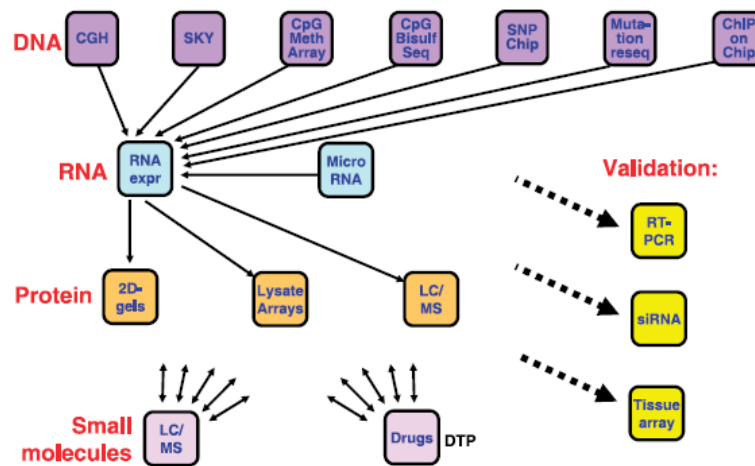 DNA
CGH
SKY
CpG
Meth
Array
CpG
Bisulf
Seq
SNP
Chip
Muta-
tion
reseq
ChIP
on
Chip
RNA
RNA
expr
Micro
RNA
Validation:
RT-
PCR
Protein
2D-
gels
Lysate
Arrays
LC/
MS
siRNA
Small
molecules
LC/
MS
Drugs
DTP
Tissue
array